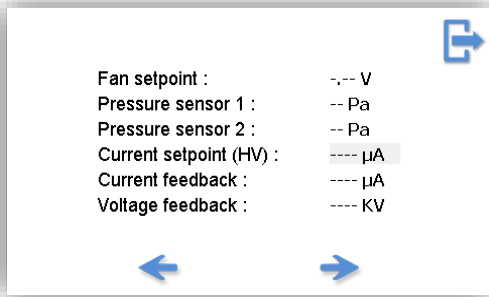 Fan setpoint : -.-- V
Pressure sensor 1 : -- Pa
Pressure sensor 2 : -- Pa
Current setpoint (HV) : ---- µA
Current feedback : ---- µA
Voltage feedback : ---- KV